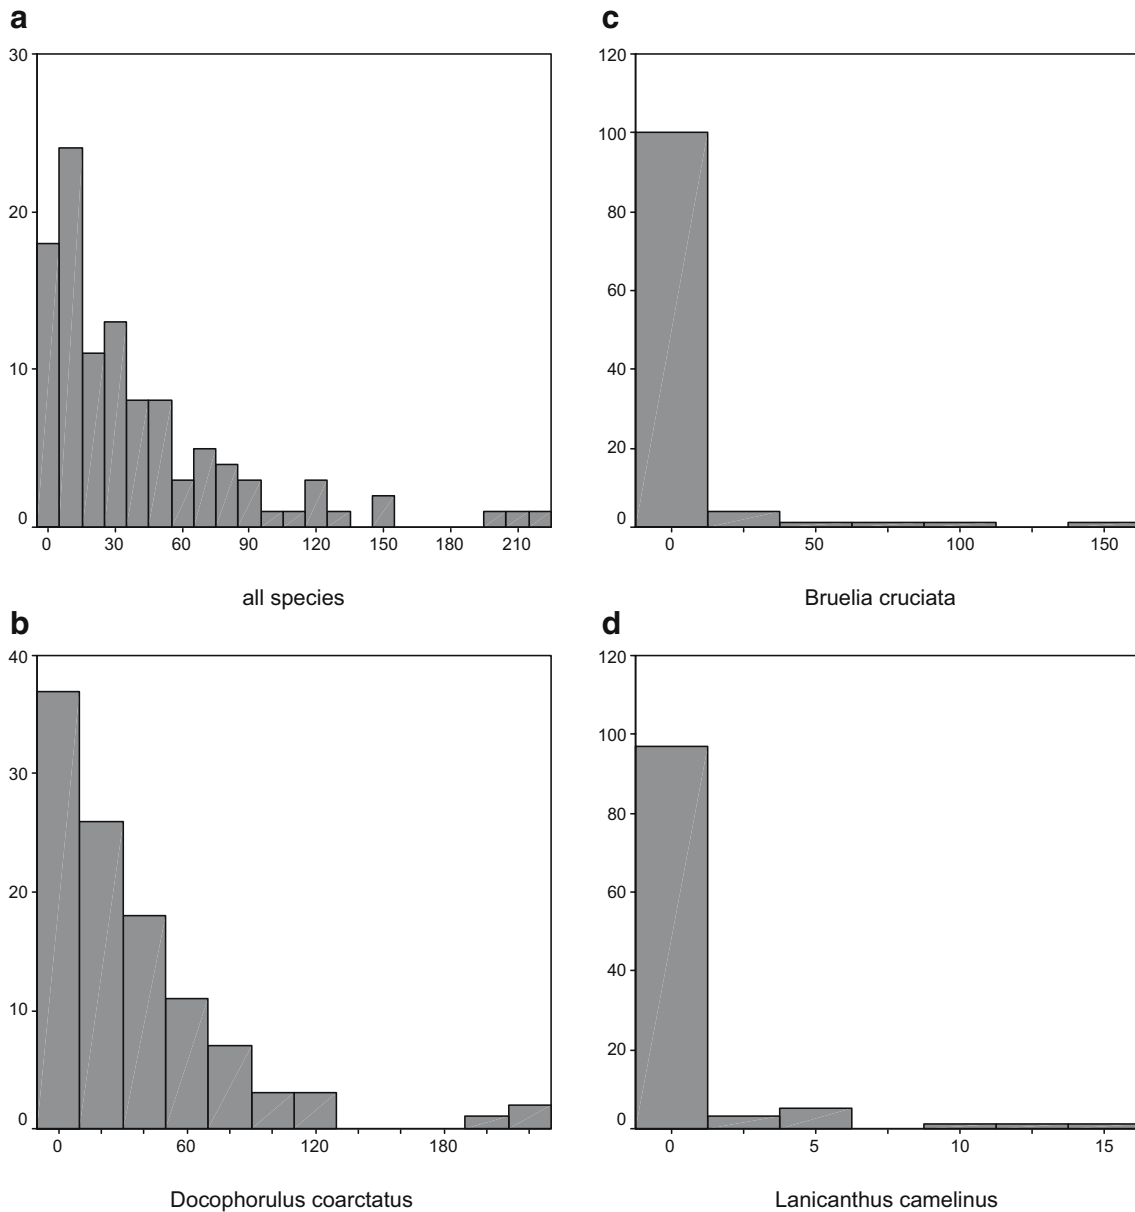 a
30
20
10
0
0 30 60 90 120 150 180 210
all species
b
40
30
20
10
0
0 60 120 180
Docophorulus coarctatus
c
120
100
80
60
40
20
0
0 50 100 150
Bruelia cruciata
d
120
100
80
60
40
20
0
0 5 10 15
Lanicanthus camelinus